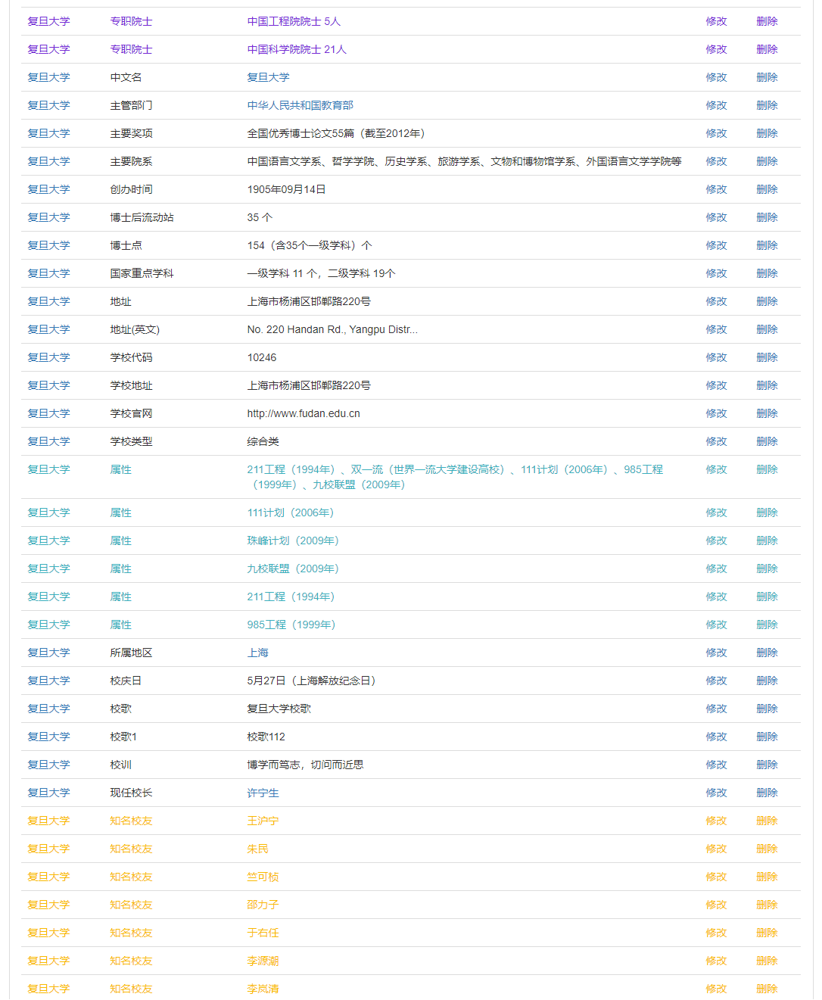 复旦大学 专职院士 中国工程院院士 5人 修改 删除
复旦大学 专职院士 中国科学院院士 21人 修改 删除
复旦大学 中文名 复旦大学 修改 删除
复旦大学 主管部门 中华人民共和国教育部 修改 删除
复旦大学 主要奖项 全国优秀博士论文55篇（截至2012年） 修改 删除
复旦大学 主要院系 中国语言文学系、哲学学院、历史学系、旅游学系、文物和博物馆学系、外国语言文学学院等 修改 删除
复旦大学 创办时间 1905年09月14日 修改 删除
复旦大学 博士后流动站 35 个 修改 删除
复旦大学 博士点 154（含35个一级学科）个 修改 删除
复旦大学 国家重点学科 一级学科 11 个，二级学科 19个 修改 删除
复旦大学 地址 上海市杨浦区邯郸路220号 修改 删除
复旦大学 地址(英文) No. 220 Handan Rd., Yangpu Distr... 修改 删除
复旦大学 学校代码 10246 修改 删除
复旦大学 学校地址 上海市杨浦区邯郸路220号 修改 删除
复旦大学 学校官网 http://www.fudan.edu.cn 修改 删除
复旦大学 学校类型 综合类 修改 删除
复旦大学 属性 211工程（1994年）、双一流（世界一流大学建设高校）、111计划（2006年）、985工程 修改 删除
（1999年）、九校联盟（2009年）
复旦大学 属性 111计划（2006年） 修改 删除
复旦大学 属性 珠峰计划（2009年） 修改 删除
复旦大学 属性 九校联盟（2009年） 修改 删除
复旦大学 属性 211工程（1994年） 修改 删除
复旦大学 属性 985工程（1999年） 修改 删除
复旦大学 所属地区 上海 修改 删除
复旦大学 校庆日 5月27日（上海解放纪念日） 修改 删除
复旦大学 校歌 复旦大学校歌 修改 删除
复旦大学 校歌1 校歌112 修改 删除
复旦大学 校训 博学而笃志，切问而近思 修改 删除
复旦大学 现任校长 许宁生 修改 删除
复旦大学 知名校友 王沪宁 修改 删除
复旦大学 知名校友 朱民 修改 删除
复旦大学 知名校友 竺可桢 修改 删除
复旦大学 知名校友 邵力子 修改 删除
复旦大学 知名校友 于右任 修改 删除
复旦大学 知名校友 李源潮 修改 删除
复旦大学 知名校友 李岚清 修改 删除